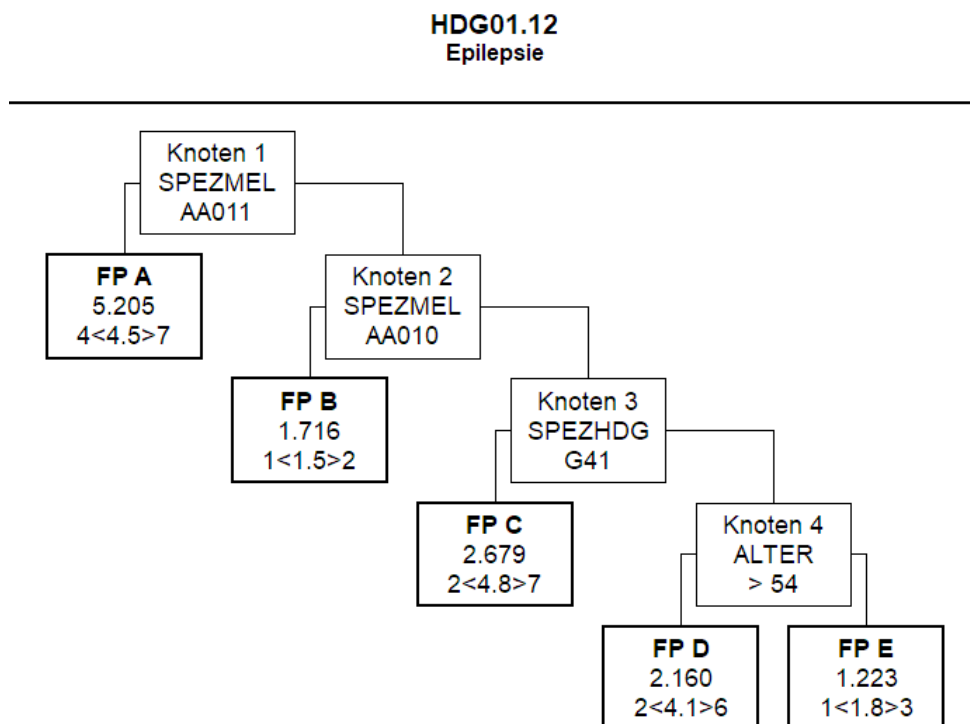 HDG01.12
Epilepsie
Knoten 1
SPEZMEL
AA011
FP A
5.205
4<4.5>7
Knoten 2
SPEZMEL
AA010
FP B
1.716
1<1.5>2
Knoten 3
SPEZHDG
G41
FP C
2.679
2<4.8>7
Knoten 4
ALTER
> 54
FP D
2.160
2<4.1>6
FP E
1.223
1<1.8>3